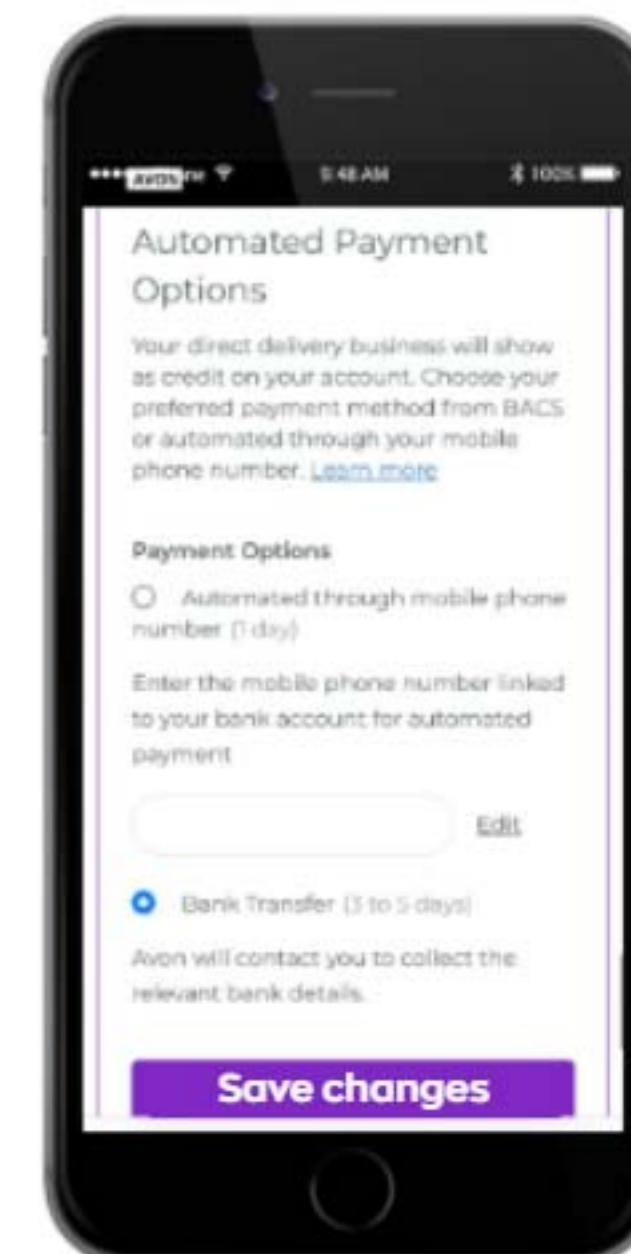 AVON ne 9:48 AM 100%
Automated Payment
Options
Your direct delivery business will show
as credit on your account. Choose your
preferred payment method from BACS
or automated through your mobile
phone number. Learn more
Payment Options
Automated through mobile phone
number (1 day)
Enter the mobile phone number linked
to your bank account for automated
payment
Edit
Bank Transfer (3 to 5 days)
Avon will contact you to collect the
relevant bank details.
Save changes